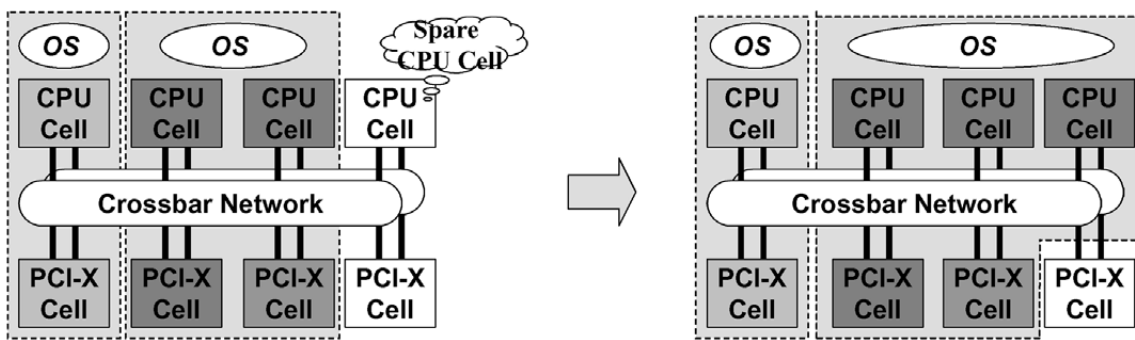 OS OS Spare
CPU Cell
CPU CPU CPU CPU
Cell Cell Cell Cell
Crossbar Network
PCI-X PCI-X PCI-X PCI-X
Cell Cell Cell Cell
OS OS
CPU CPU CPU CPU
Cell Cell Cell Cell
Crossbar Network
PCI-X PCI-X PCI-X PCI-X
Cell Cell Cell Cell